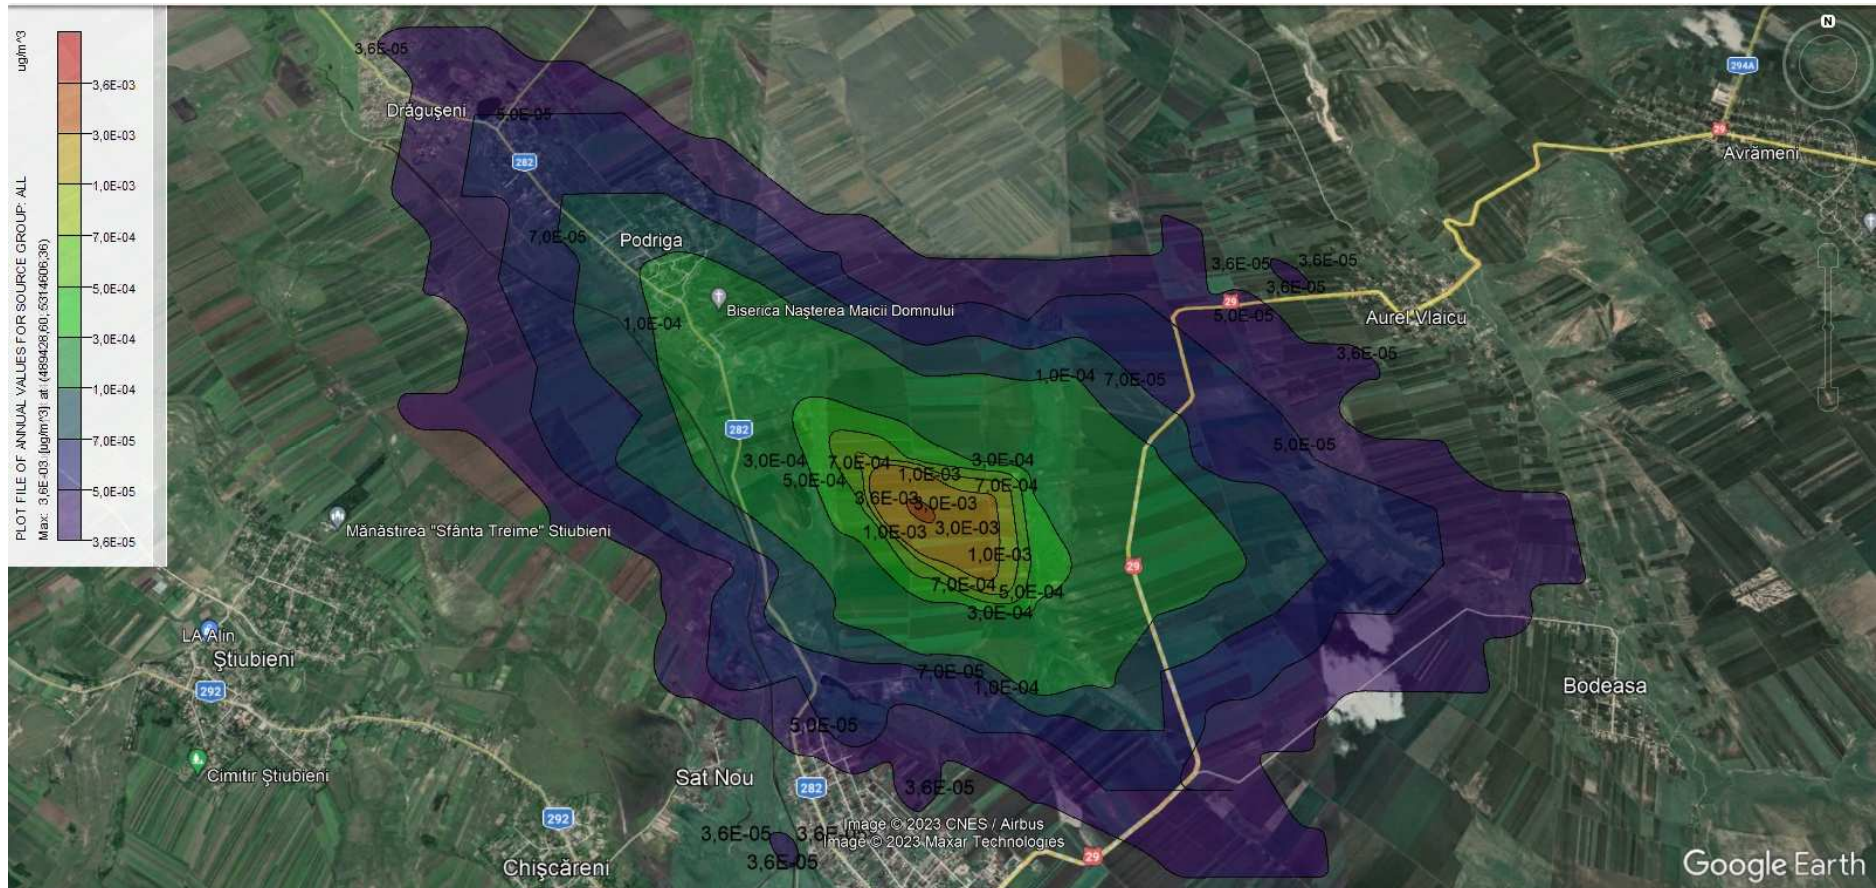 ug/m^3
PLOT FILE OF ANNUAL VALUES FOR SOURCE GROUP: ALL
Max: 3,6E-03 [ug/m^3] at (489428,60; 5314606,36)
3,6E-03
3,0E-03
1,0E-03
7,0E-04
5,0E-04
3,0E-04
1,0E-04
7,0E-05
5,0E-05
3,6E-05
N
3,6E-05
294A
Drăguşeni
5,0E-05
29
Avrămeni
282
7,0E-05
Podriga
3,6E-05
3,6E-05
3,6E-05
Biserica Naşterea Maicii Domnului
29
5,0E-05
Aurel Vlaicu
1,0E-04
3,6E-05
1,0E-04
7,0E-05
282
5,0E-05
3,0E-04
7,0E-04
3,0E-04
5,0E-04
1,0E-03
7,0E-04
3,6E-03
3,0E-03
Mănăstirea "Sfânta Treime" Stiubieni
1,0E-03
3,0E-03
1,0E-03
29
7,0E-04
5,0E-04
3,0E-04
LA Alin
Ştiubieni
292
7,0E-05
1,0E-04
Bodeasa
5,0E-05
Cimitir Ştiubieni
Sat Nou
282
3,6E-05
292
Image © 2023 CNES / Airbus
3,6E-05
3,6E-05
Image © 2023 Maxar Technologies
3,6E-05
29
Chişcăreni
Google Earth